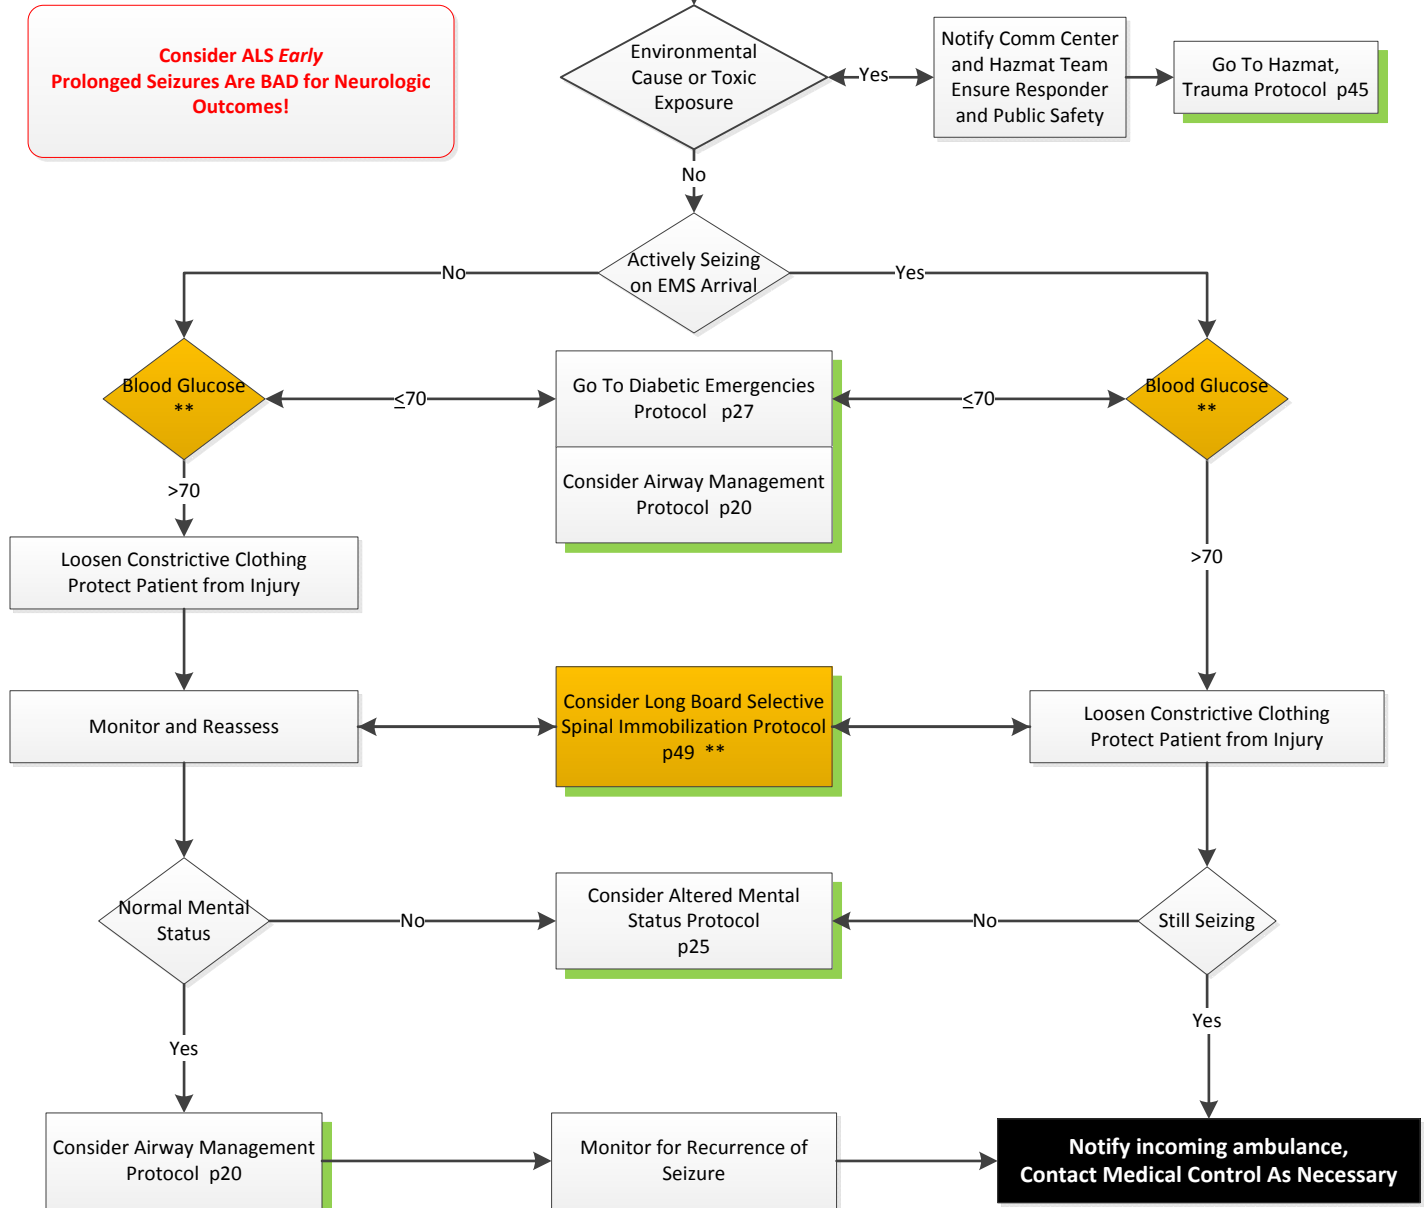 Consider ALS Early
Prolonged Seizures Are BAD for Neurologic
Outcomes!
Environmental
Cause or Toxic
Exposure
Yes
Notify Comm Center
and Hazmat Team
Ensure Responder
and Public Safety
Go To Hazmat,
Trauma Protocol p45
No
Actively Seizing
on EMS Arrival
No
Yes
Blood Glucose
**
≤70
Go To Diabetic Emergencies
Protocol p27
≤70
Blood Glucose
**
Consider Airway Management
Protocol p20
>70
>70
Loosen Constrictive Clothing
Protect Patient from Injury
Monitor and Reassess
Consider Long Board Selective
Spinal Immobilization Protocol
p49 **
Loosen Constrictive Clothing
Protect Patient from Injury
Normal Mental
Status
No
Consider Altered Mental
Status Protocol
p25
No
Still Seizing
Yes
Yes
Consider Airway Management
Protocol p20
Monitor for Recurrence of
Seizure
Notify incoming ambulance,
Contact Medical Control As Necessary